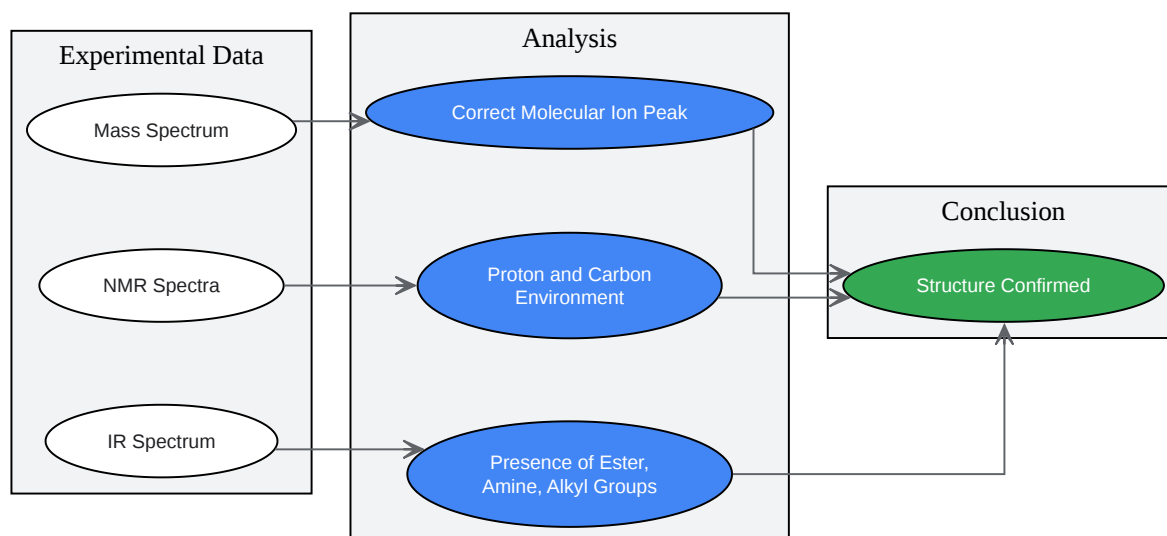 Experimental Data
Mass Spectrum
NMR Spectra
IR Spectrum
Analysis
Correct Molecular Ion Peak
Proton and Carbon
Environment
Presence of Ester,
Amine, Alkyl Groups
Conclusion
Structure Confirmed